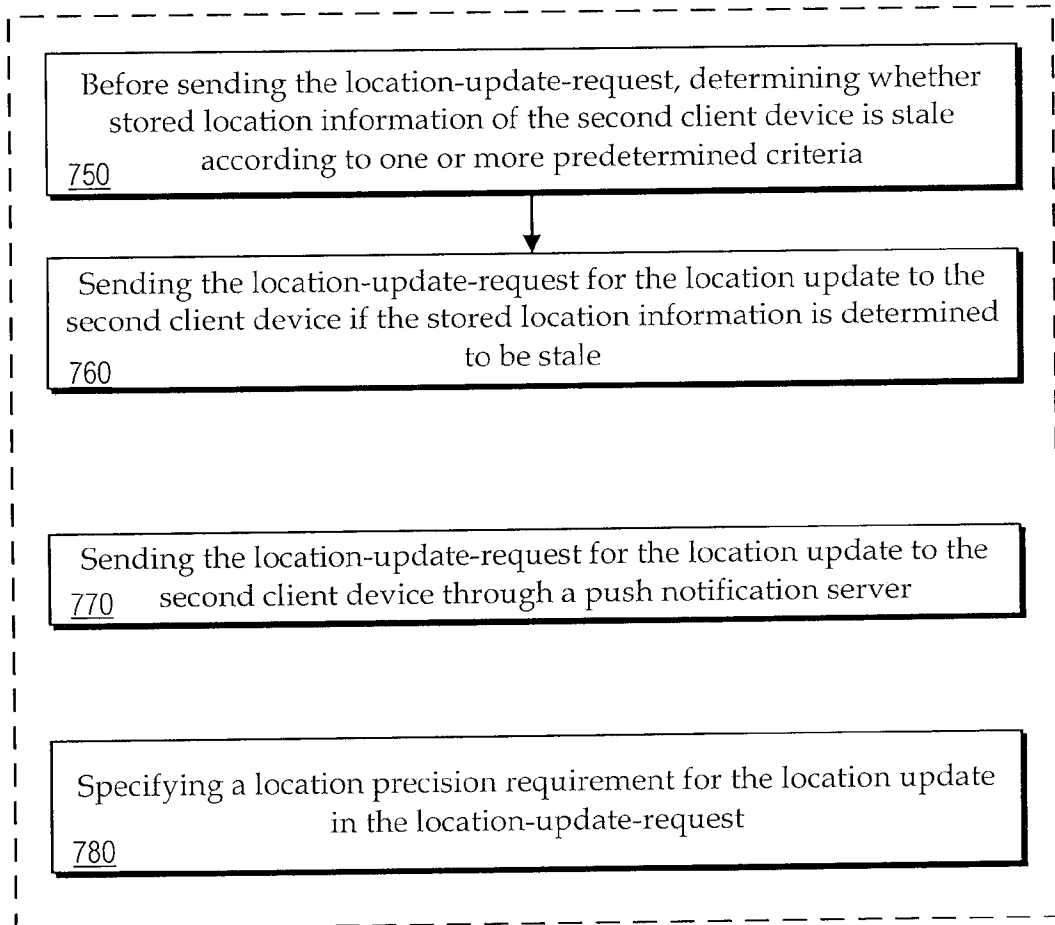 Before sending the location-update-request, determining whether
stored location information of the second client device is stale
according to one or more predetermined criteria
750
Sending the location-update-request for the location update to the
second client device if the stored location information is determined
to be stale
760
Sending the location-update-request for the location update to the
second client device through a push notification server
770
Specifying a location precision requirement for the location update
in the location-update-request
780